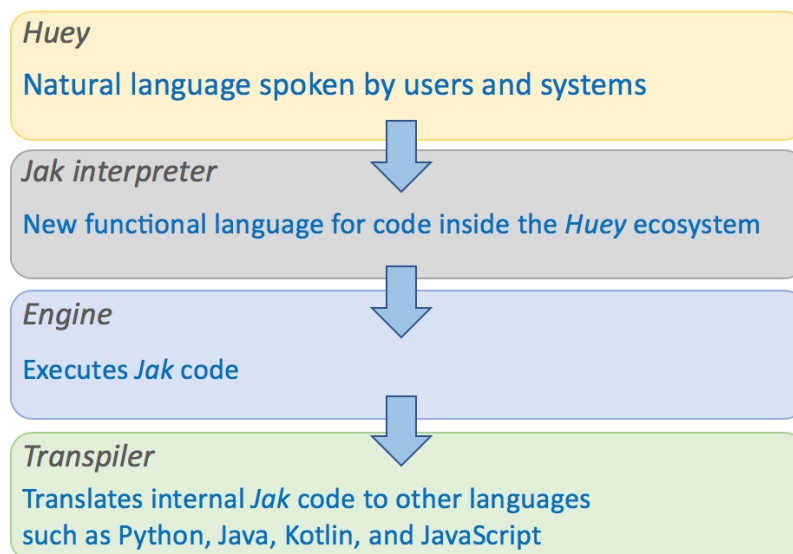 Huey
Natural language spoken by users and systems
Jak interpreter
New functional language for code inside the Huey ecosystem
Engine
Executes Jak code
Transpiler
Translates internal Jak code to other languages
such as Python, Java, Kotlin, and JavaScript